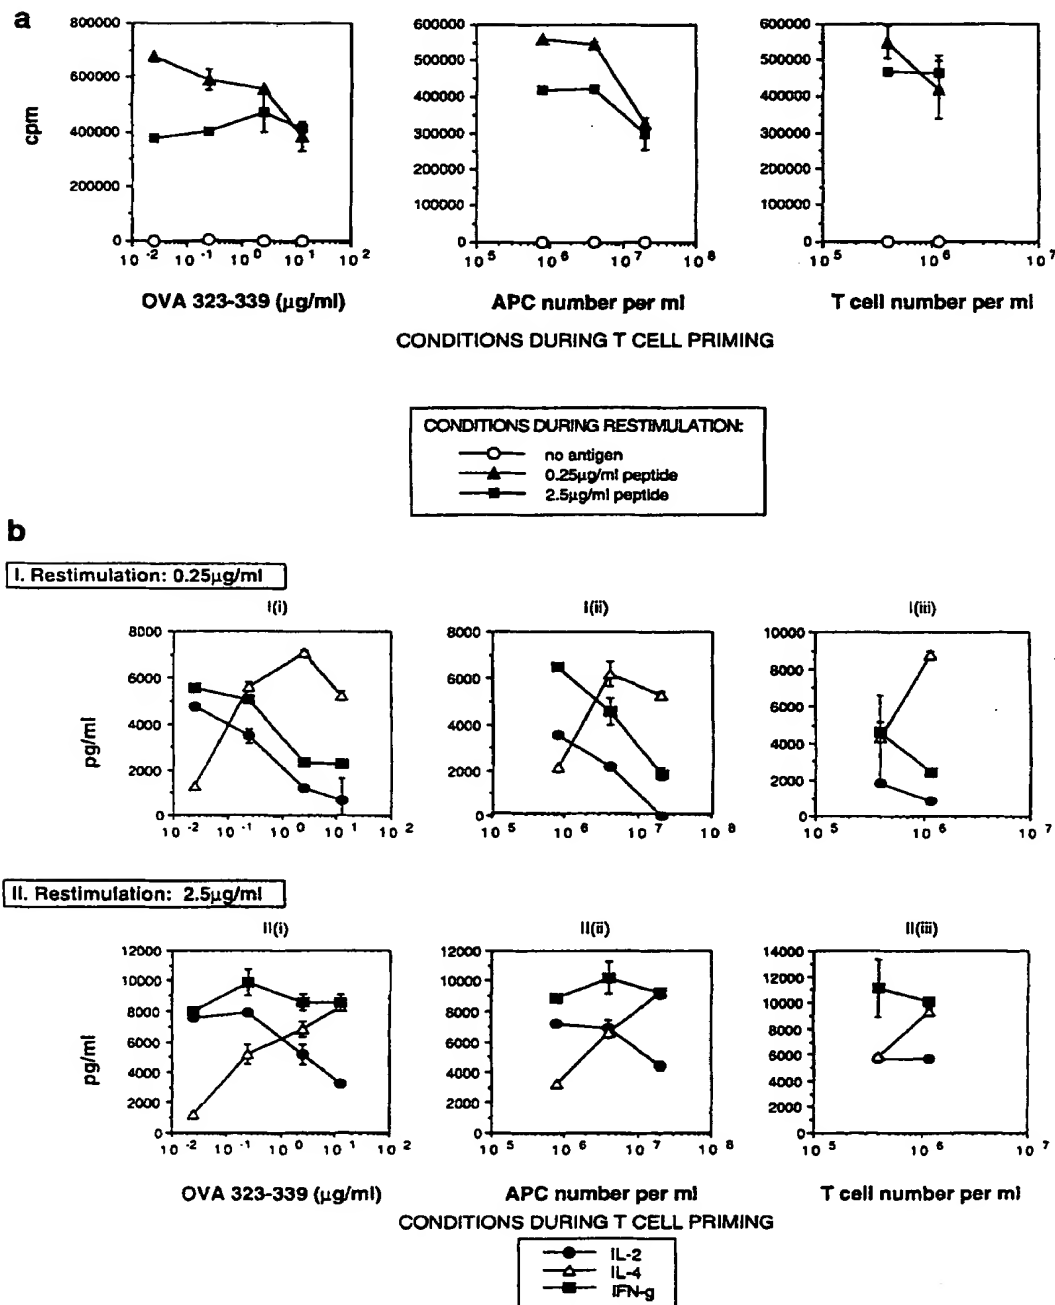 a
800000
600000
400000
200000
0
cpm
10 -2 10 -1 10 0 10 1 10 2
OVA 323-339 (µg/ml)
600000
500000
400000
300000
200000
100000
0
10 5 10 6 10 7 10 8
APC number per ml
600000
500000
400000
300000
200000
100000
0
10 5 10 6 10 7
T cell number per ml
CONDITIONS DURING T CELL PRIMING
CONDITIONS DURING RESTIMULATION:
no antigen
0.25µg/ml peptide
2.5µg/ml peptide
b
I. Restimulation: 0.25µg/ml
I(i)
8000
6000
4000
2000
0
pg/ml
10 -2 10 -1 10 0 10 1 10 2
I(ii)
8000
6000
4000
2000
0
10 5 10 6 10 7 10 8
I(iii)
10000
8000
6000
4000
2000
0
10 5 10 6 10 7
II. Restimulation: 2.5µg/ml
II(i)
12000
10000
8000
6000
4000
2000
0
pg/ml
10 -2 10 -1 10 0 10 1 10 2
OVA 323-339 (µg/ml)
II(ii)
12000
10000
8000
6000
4000
2000
0
10 5 10 6 10 7 10 8
APC number per ml
II(iii)
14000
12000
10000
8000
6000
4000
2000
0
10 5 10 6 10 7
T cell number per ml
CONDITIONS DURING T CELL PRIMING
IL-2
IL-4
IFN-g